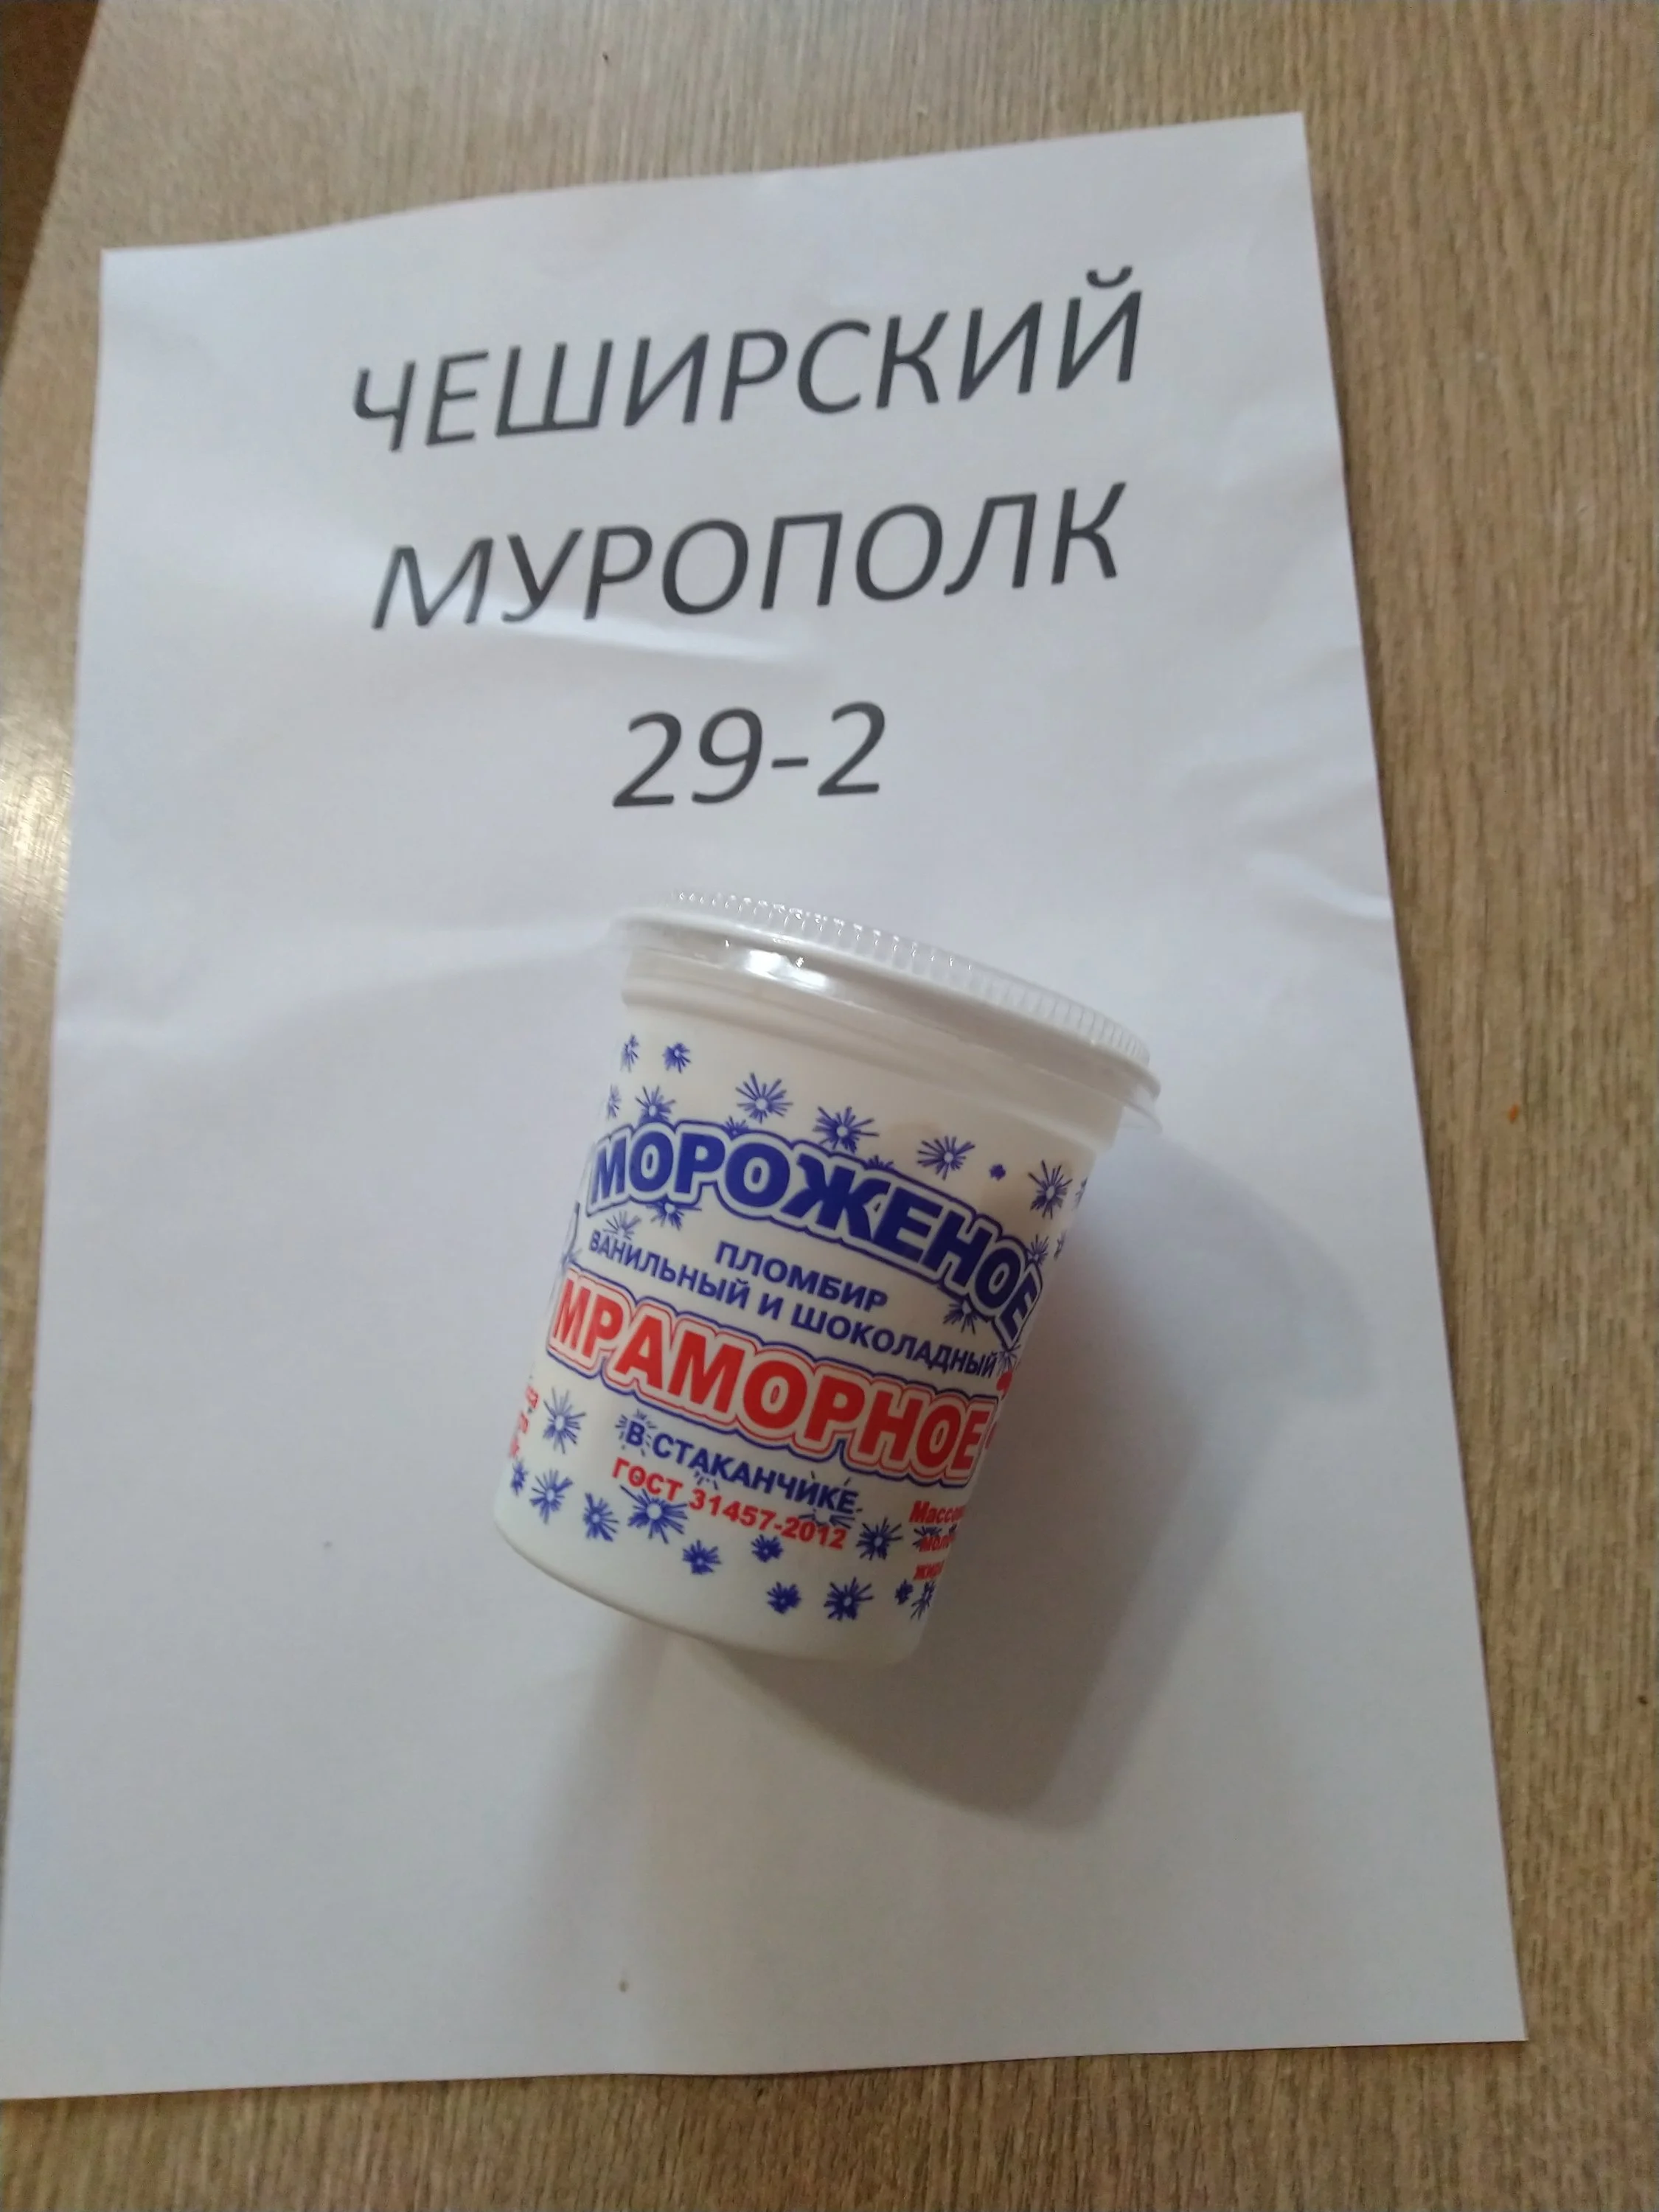 ЧЕШИРСКИЙ
МУРОПОЛК
29-2
МОРОЖЕНОЕ
ПЛОМБИР
ВАНИЛЬНЫЙ И ШОКОЛАДНЫЙ
МРАМОРНОЕ
В СТАКАНЧИКЕ
ГОСТ 31457-2012